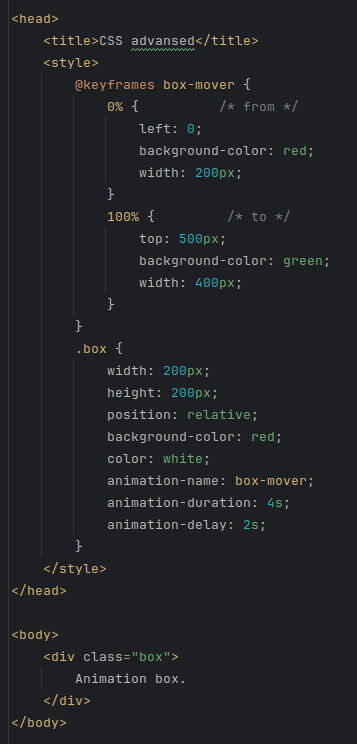 <head>
    <title>CSS advansed</title>
    <style>
        @keyframes box-mover {
            0% {          /* from */
                left: 0;
                background-color: red;
                width: 200px;
            }
            100% {         /* to */
                top: 500px;
                background-color: green;
                width: 400px;
            }
        }
        .box {
            width: 200px;
            height: 200px;
            position: relative;
            background-color: red;
            color: white;
            animation-name: box-mover;
            animation-duration: 4s;
            animation-delay: 2s;
        }
    </style>
</head>

<body>
    <div class="box">
        Animation box.
    </div>
</body>